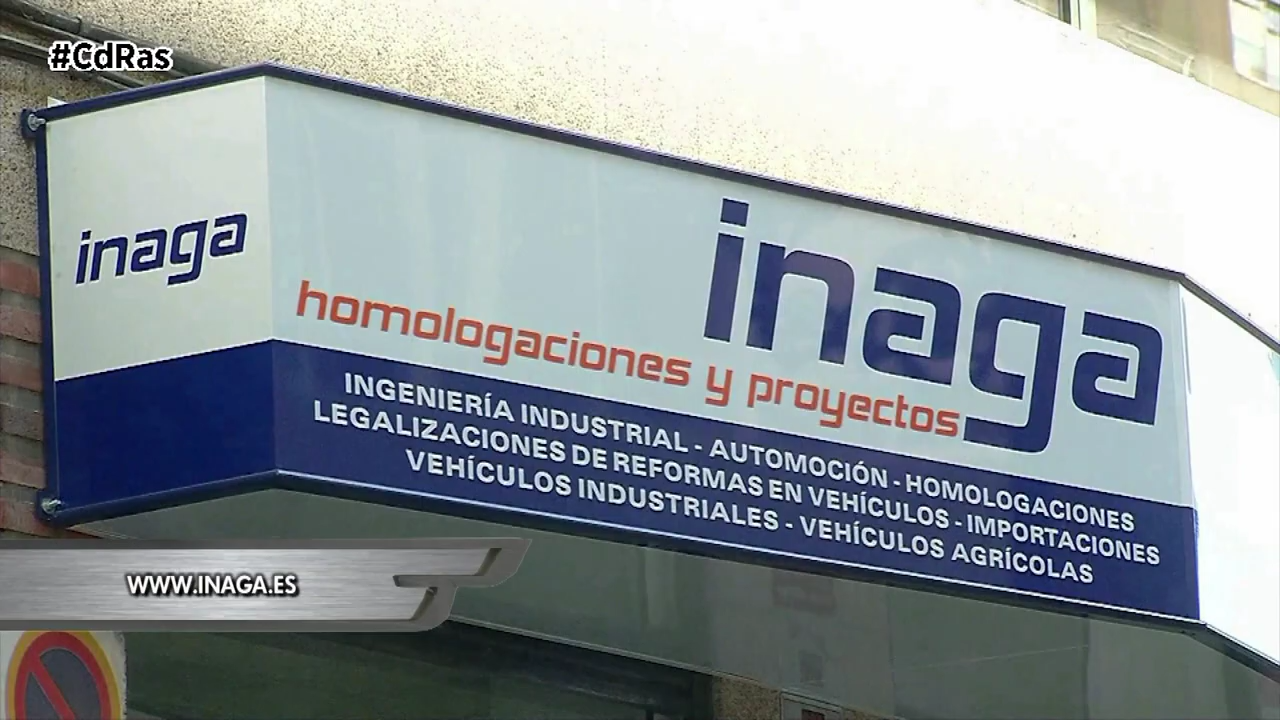 #CdRas
inaga
inaga
homologaciones y proyectos
INGENIERÍA INDUSTRIAL - AUTOMOCIÓN - HOMOLOGACIONES
LEGALIZACIONES DE REFORMAS EN VEHÍCULOS - IMPORTACIONES
VEHÍCULOS INDUSTRIALES - VEHÍCULOS AGRÍCOLAS
WWW.INAGA.ES